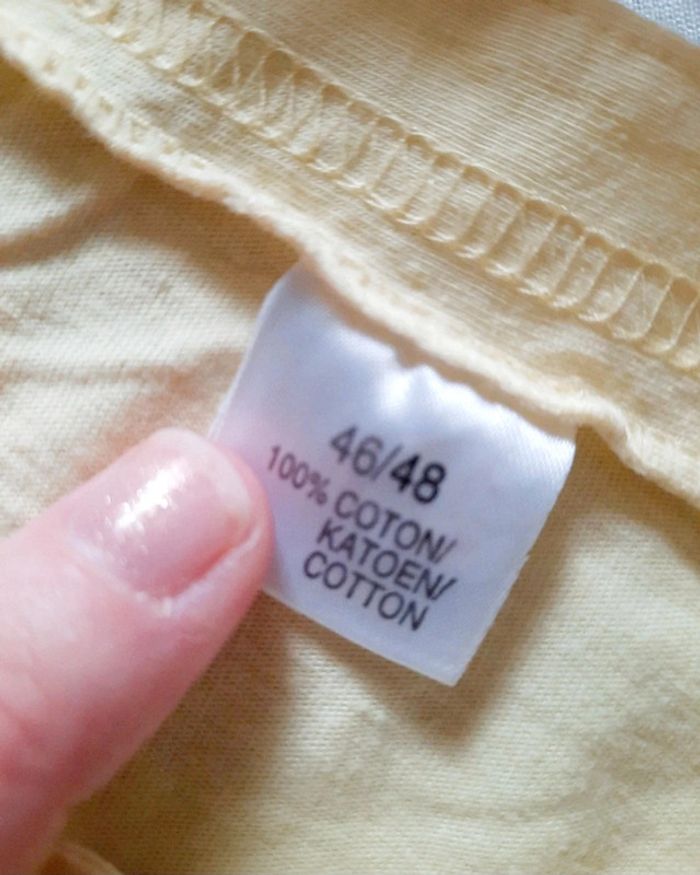 46/48
100% COTON/
KATOEN/
COTTON